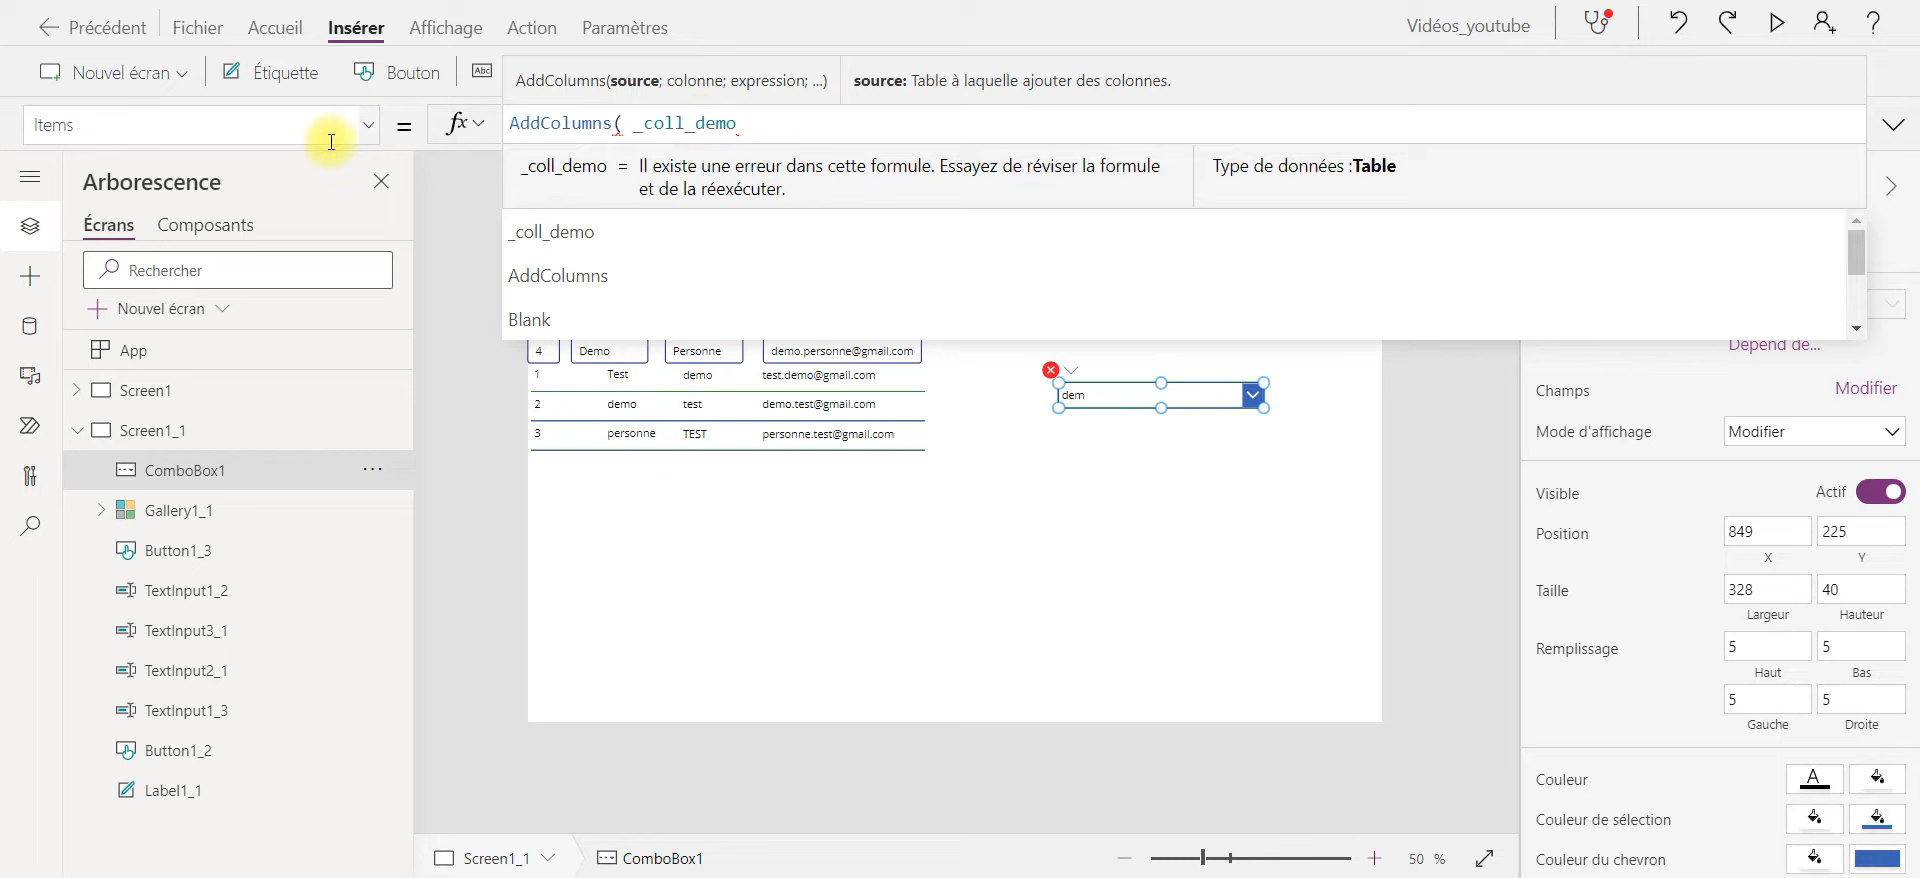 Précédent Fichier Accueil Insérer Affichage Action Paramètres Vidéos_youtube ?
Nouvel écran Étiquette Bouton Abc
AddColumns(source; colonne; expression; ...) source: Table à laquelle ajouter des colonnes.
Items = fx AddColumns( _coll_demo
_coll_demo = Il existe une erreur dans cette formule. Essayez de réviser la formule
et de la réexécuter.
Type de données :Table
_coll_demo
AddColumns
Blank
Arborescence
Écrans Composants
Rechercher
Nouvel écran
App
Screen1
Screen1_1
ComboBox1 ...
Gallery1_1
Button1_3
TextInput1_2
TextInput3_1
TextInput2_1
TextInput1_3
Button1_2
Label1_1
4 Demo Personne demo.personne@gmail.com
1 Test demo test.demo@gmail.com
2 demo test demo.test@gmail.com
3 personne TEST personne.test@gmail.com
dem
Dépend de...
Champs Modifier
Mode d'affichage Modifier
Visible Actif
Position 849 225
X Y
Taille 328 40
Largeur Hauteur
Remplissage 5 5
Haut Bas
5 5
Gauche Droite
Couleur A
Couleur de sélection
Couleur du chevron
Screen1_1 ComboBox1 50 %